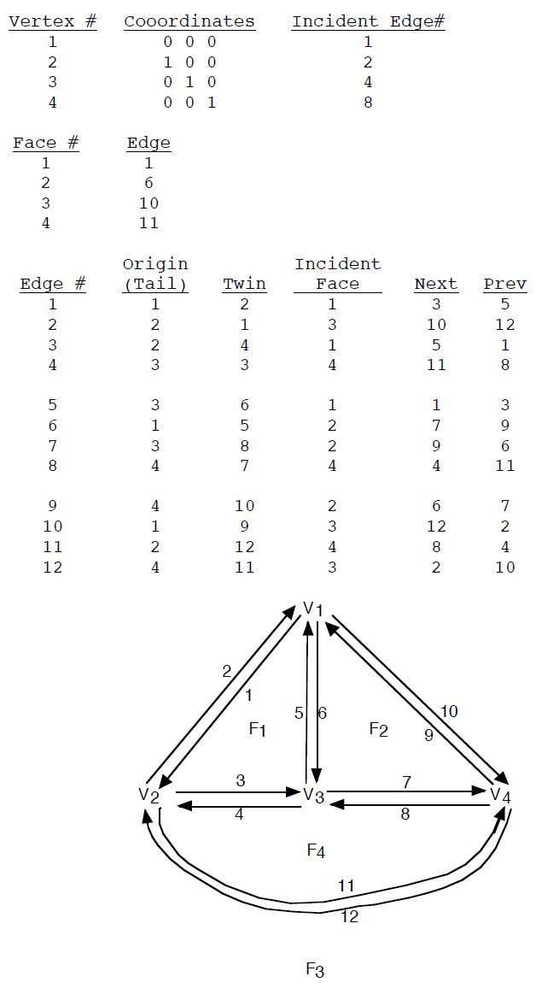 Vertex # Cooordinates Incident Edge#
1 0 0 0 1
2 1 0 0 2
3 0 1 0 4
4 0 0 1 8
Face # Edge
1 1
2 6
3 10
4 11
Origin Incident
Edge # (Tail) Twin Face Next Prev
1 1 2 1 3 5
2 2 1 3 10 12
3 2 4 1 5 1
4 3 3 4 11 8
5 3 6 1 1 3
6 1 5 2 7 9
7 3 8 2 9 6
8 4 7 4 4 11
9 4 10 2 6 7
10 1 9 3 12 2
11 2 12 4 8 4
12 4 11 3 2 10
V1
2
1
5 6 10
F1 F2 9
3 7
V2 V3 V4
4 8
F4
11
12
F3